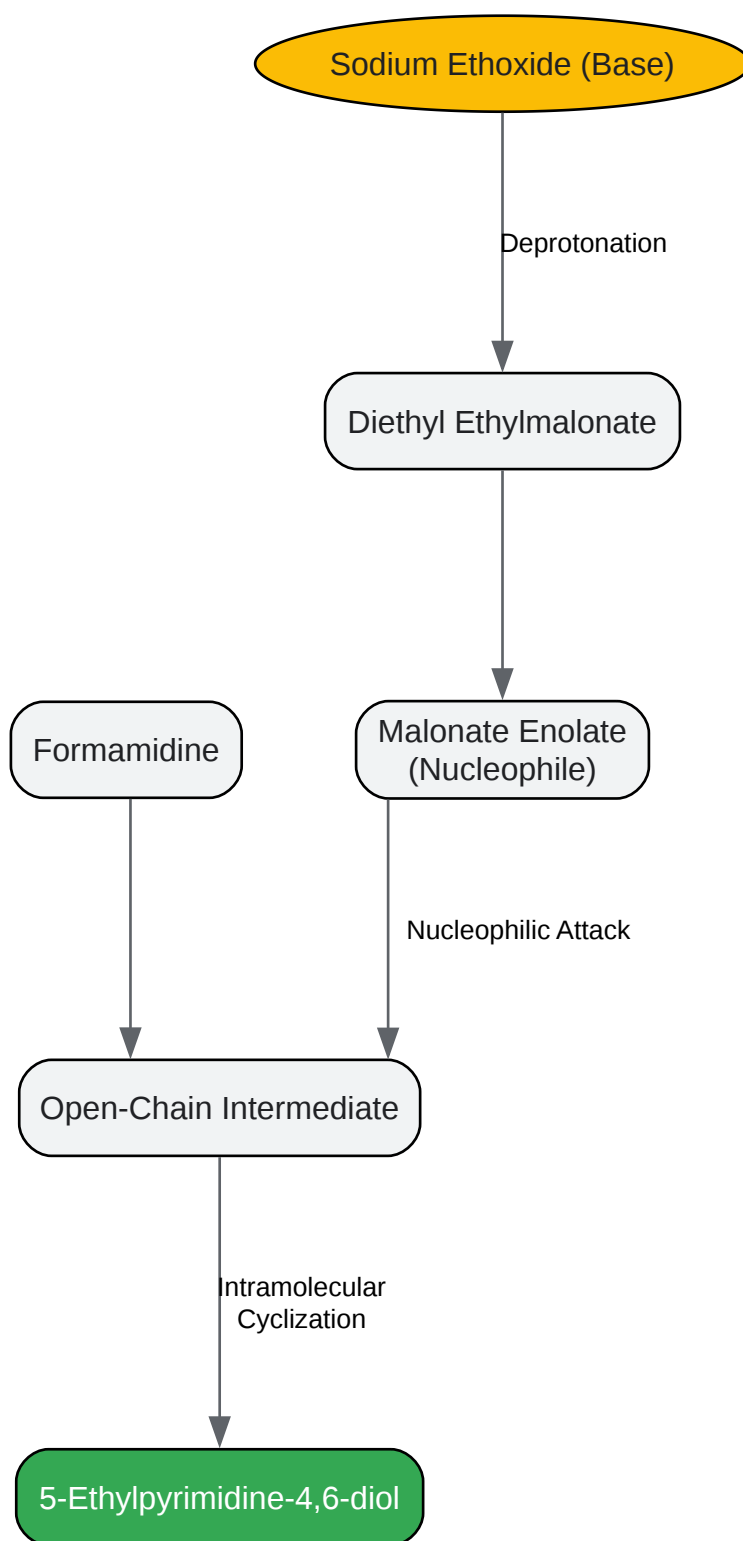 Sodium Ethoxide (Base)
Deprotonation
Diethyl Ethylmalonate
Formamidine
Malonate Enolate
(Nucleophile)
Nucleophilic Attack
Open-Chain Intermediate
Intramolecular
Cyclization
5-Ethylpyrimidine-4,6-diol